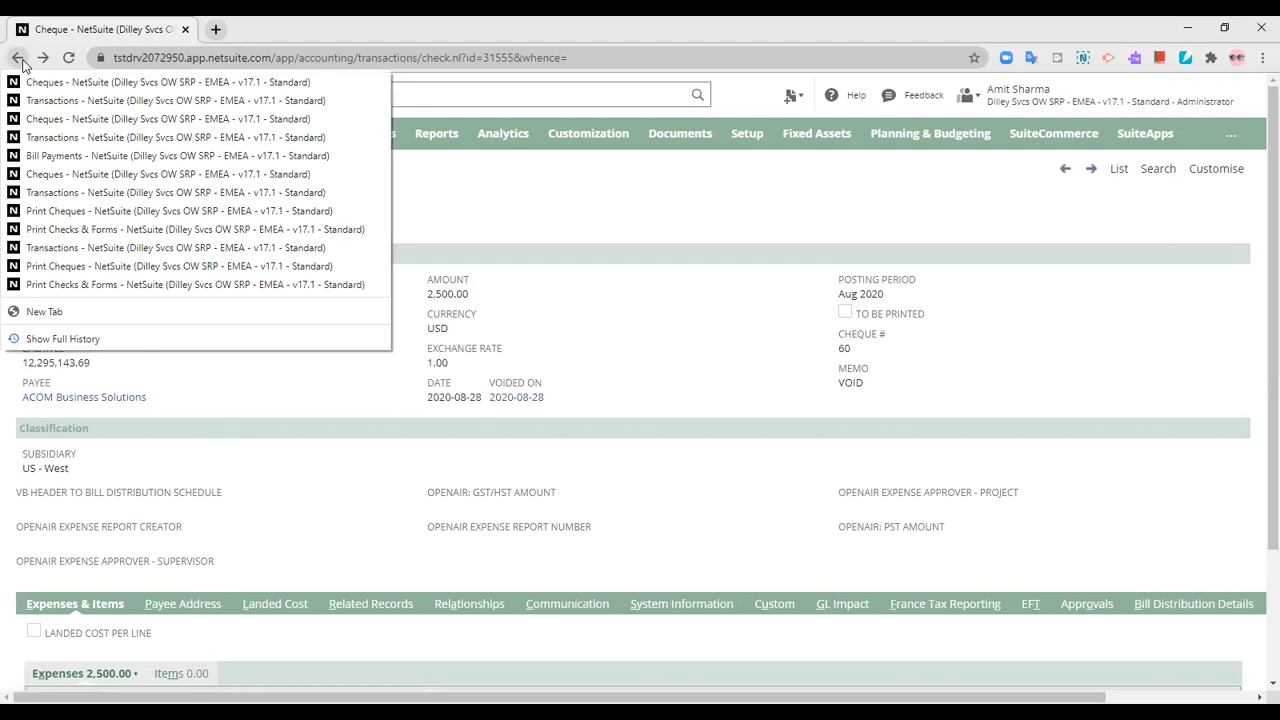 Cheque - NetSuite (Dilley Svcs O
tstdrv2072950.app.netsuite.com/app/accounting/transactions/check.nl?id=31555&whence=
Cheques - NetSuite (Dilley Svcs OW SRP - EMEA - v17.1 - Standard)
Transactions - NetSuite (Dilley Svcs OW SRP - EMEA - v17.1 - Standard)
Cheques - NetSuite (Dilley Svcs OW SRP - EMEA - v17.1 - Standard)
Transactions - NetSuite (Dilley Svcs OW SRP - EMEA - v17.1 - Standard)
Bill Payments - NetSuite (Dilley Svcs OW SRP - EMEA - v17.1 - Standard)
Cheques - NetSuite (Dilley Svcs OW SRP - EMEA - v17.1 - Standard)
Transactions - NetSuite (Dilley Svcs OW SRP - EMEA - v17.1 - Standard)
Print Cheques - NetSuite (Dilley Svcs OW SRP - EMEA - v17.1 - Standard)
Print Checks & Forms - NetSuite (Dilley Svcs OW SRP - EMEA - v17.1 - Standard)
Transactions - NetSuite (Dilley Svcs OW SRP - EMEA - v17.1 - Standard)
Print Cheques - NetSuite (Dilley Svcs OW SRP - EMEA - v17.1 - Standard)
Print Checks & Forms - NetSuite (Dilley Svcs OW SRP - EMEA - v17.1 - Standard)
New Tab
Show Full History
Help Feedback Amit Sharma
Dilley Svcs OW SRP - EMEA - v17.1 - Standard - Administrator
s Reports Analytics Customization Documents Setup Fixed Assets Planning & Budgeting SuiteCommerce SuiteApps ...
List Search Customise
AMOUNT
2,500.00
CURRENCY
USD
EXCHANGE RATE
1.00
DATE VOIDED ON
2020-08-28 2020-08-28
POSTING PERIOD
Aug 2020
TO BE PRINTED
CHEQUE #
60
MEMO
VOID
12,295,143.69
PAYEE
ACOM Business Solutions
Classification
SUBSIDIARY
US - West
VB HEADER TO BILL DISTRIBUTION SCHEDULE OPENAIR: GST/HST AMOUNT OPENAIR EXPENSE APPROVER - PROJECT
OPENAIR EXPENSE REPORT CREATOR OPENAIR EXPENSE REPORT NUMBER OPENAIR: PST AMOUNT
OPENAIR EXPENSE APPROVER - SUPERVISOR
Expenses & Items Payee Address Landed Cost Related Records Relationships Communication System Information Custom GL Impact France Tax Reporting EFT Approvals Bill Distribution Details
LANDED COST PER LINE
Expenses 2,500.00 • Items 0.00